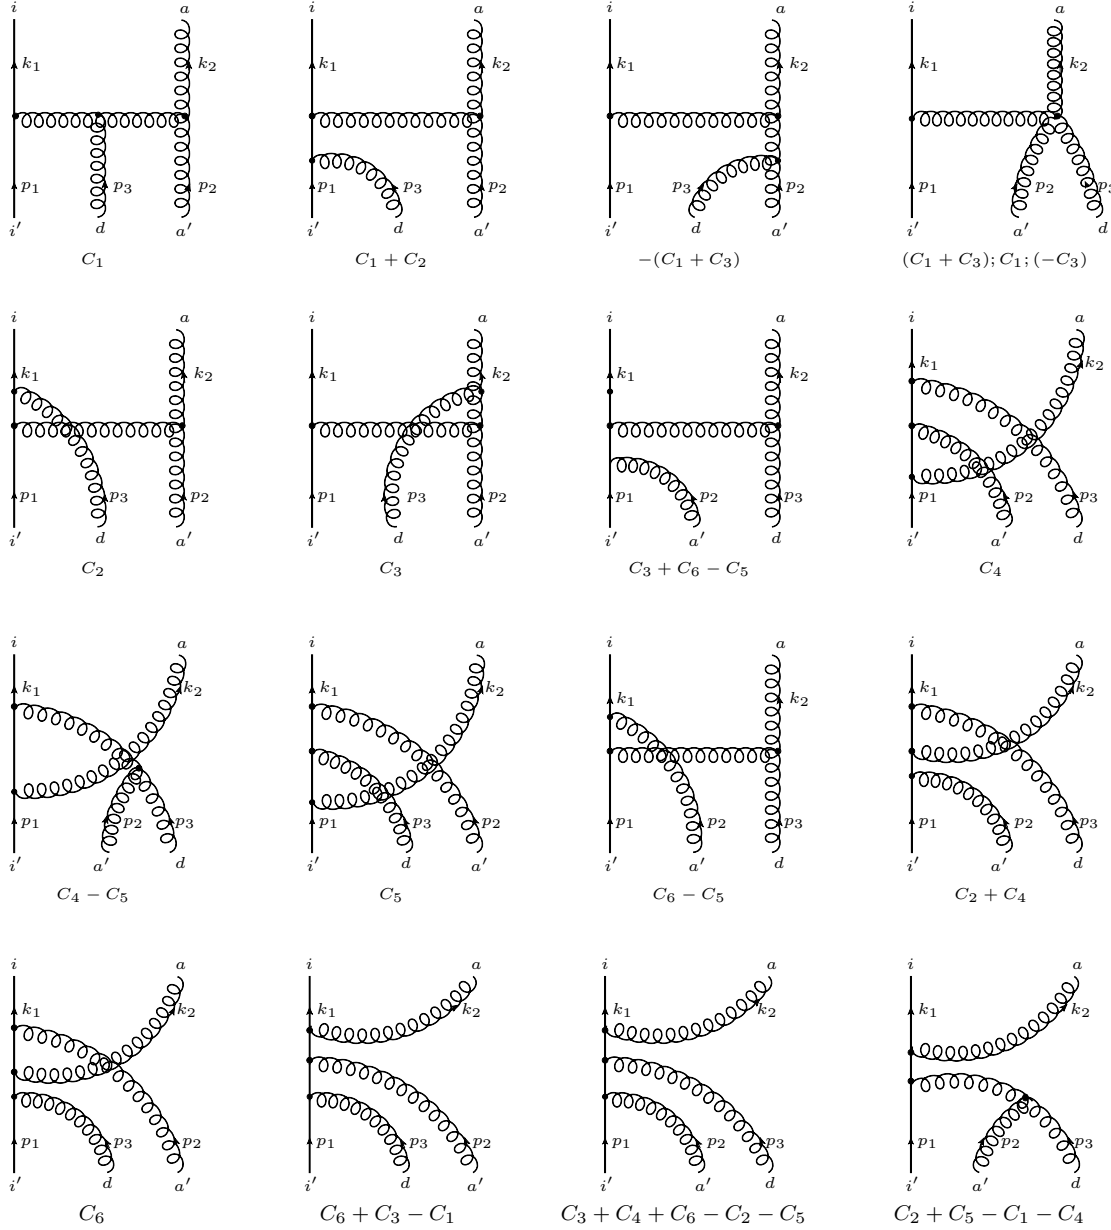 i a i a i a a
k₁ k₂ k₁ k₂ k₁ k₂ k₁ k₂
p₁ p₃ p₂ p₁ p₃ p₂ p₁ p₃ p₂ p₁ p₂ p₃
i′ d a′ i′ d a′ i′ d a′ i′ a′ d
C₁ C₁ + C₂ −(C₁ + C₃) (C₁ + C₃); C₁; (−C₃)
i a i a i a i a
k₁ k₂ k₁ k₂ k₁ k₂ k₁ k₂
p₁ p₃ p₂ p₁ p₃ p₂ p₁ p₂ p₃ p₁ p₂ p₃
i′ d a′ i′ d a′ i′ a′ d i′ a′ d
C₂ C₃ C₃ + C₆ − C₅ C₄
i a i a i a i a
k₁ k₂ k₁ k₂ k₁ k₂ k₁ k₂
p₁ p₂ p₃ p₁ p₃ p₂ p₁ p₂ p₃ p₁ p₂ p₃
i′ a′ d i′ d a′ i′ a′ d i′ a′ d
C₄ − C₅ C₅ C₆ − C₅ C₂ + C₄
i a i a i a i a
k₁ k₂ k₁ k₂ k₁ k₂ k₁ k₂
p₁ p₃ p₂ p₁ p₃ p₂ p₁ p₂ p₃ p₁ p₂ p₃
i′ d a′ i′ d a′ i′ a′ d i′ a′ d
C₆ C₆ + C₃ − C₁ C₃ + C₄ + C₆ − C₂ − C₅ C₂ + C₅ − C₁ − C₄